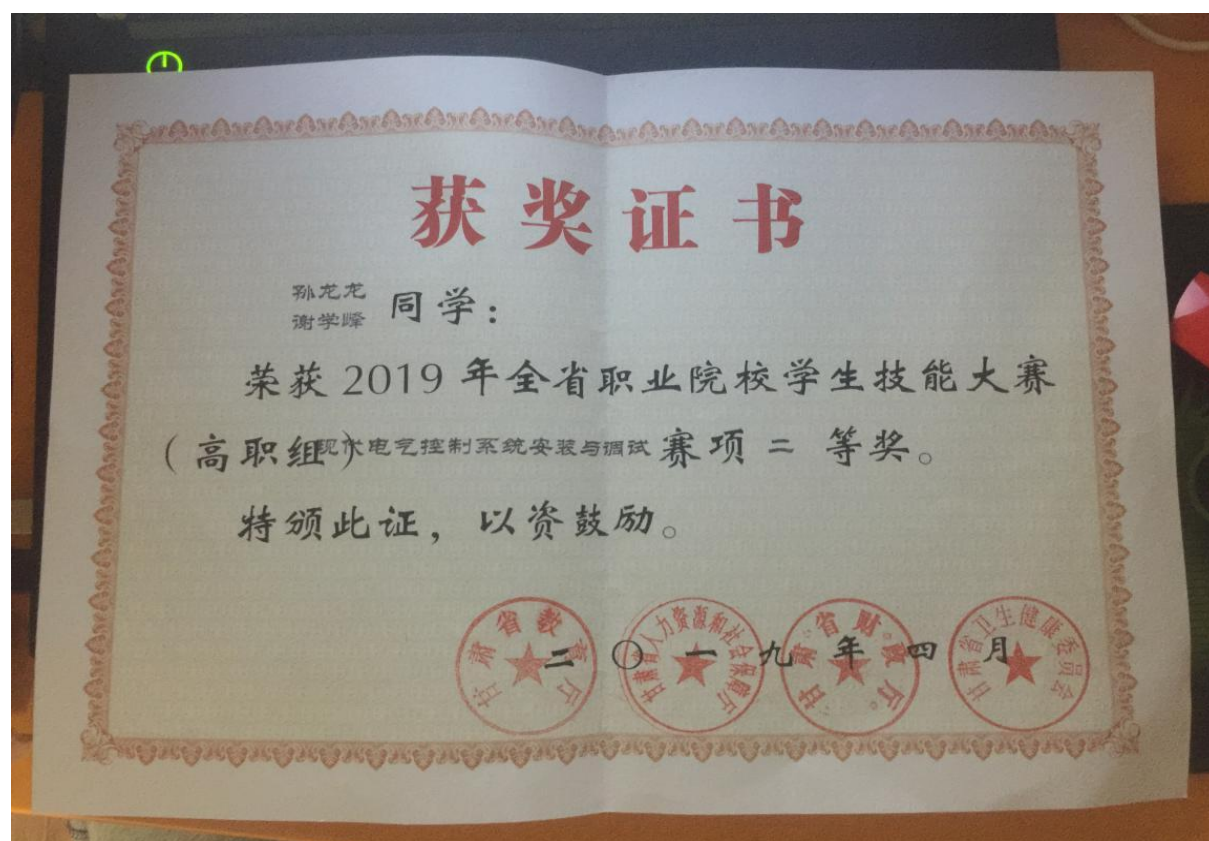 获奖证书
孙龙龙
谢学峰
同学：
荣获 2019 年全省职业院校学生技能大赛
（高职组）现代电气控制系统安装与调试 赛项 二 等奖。
特颁此证，以资鼓励。
甘肃省教育厅
甘肃省人力资源和社会保障厅
甘肃省财政厅
甘肃省卫生健康委员会
二〇一九年四月